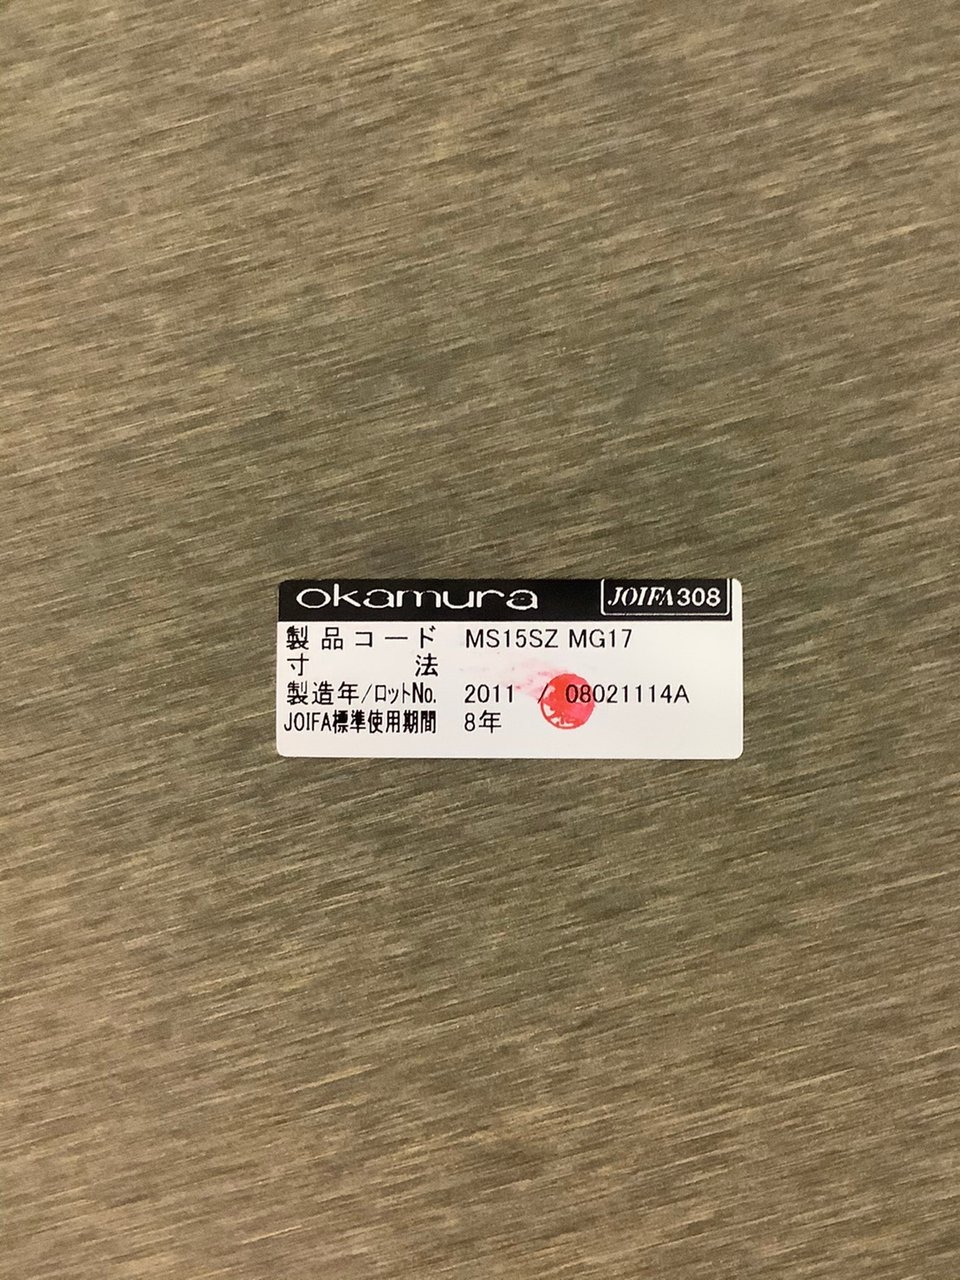 okamura JOIFA308
製品コード MS15SZ MG17
寸法
製造年/ロットNo. 2011 / 08021114A
JOIFA標準使用期間 8年